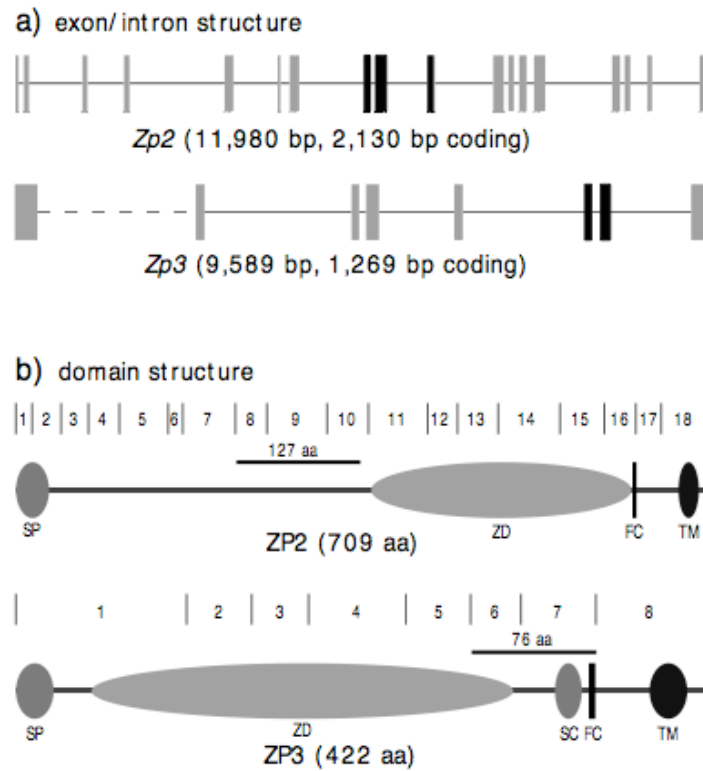 a) exon/intron structure
Zp2 (11,980 bp, 2,130 bp coding)
Zp3 (9,589 bp, 1,269 bp coding)
b) domain structure
1 2 3 4 5 6 7 8 9 10 11 12 13 14 15 16 17 18
127 aa
SP ZD FC TM
ZP2 (709 aa)
1 2 3 4 5 6 7 8
76 aa
SP ZD SC FC TM
ZP3 (422 aa)